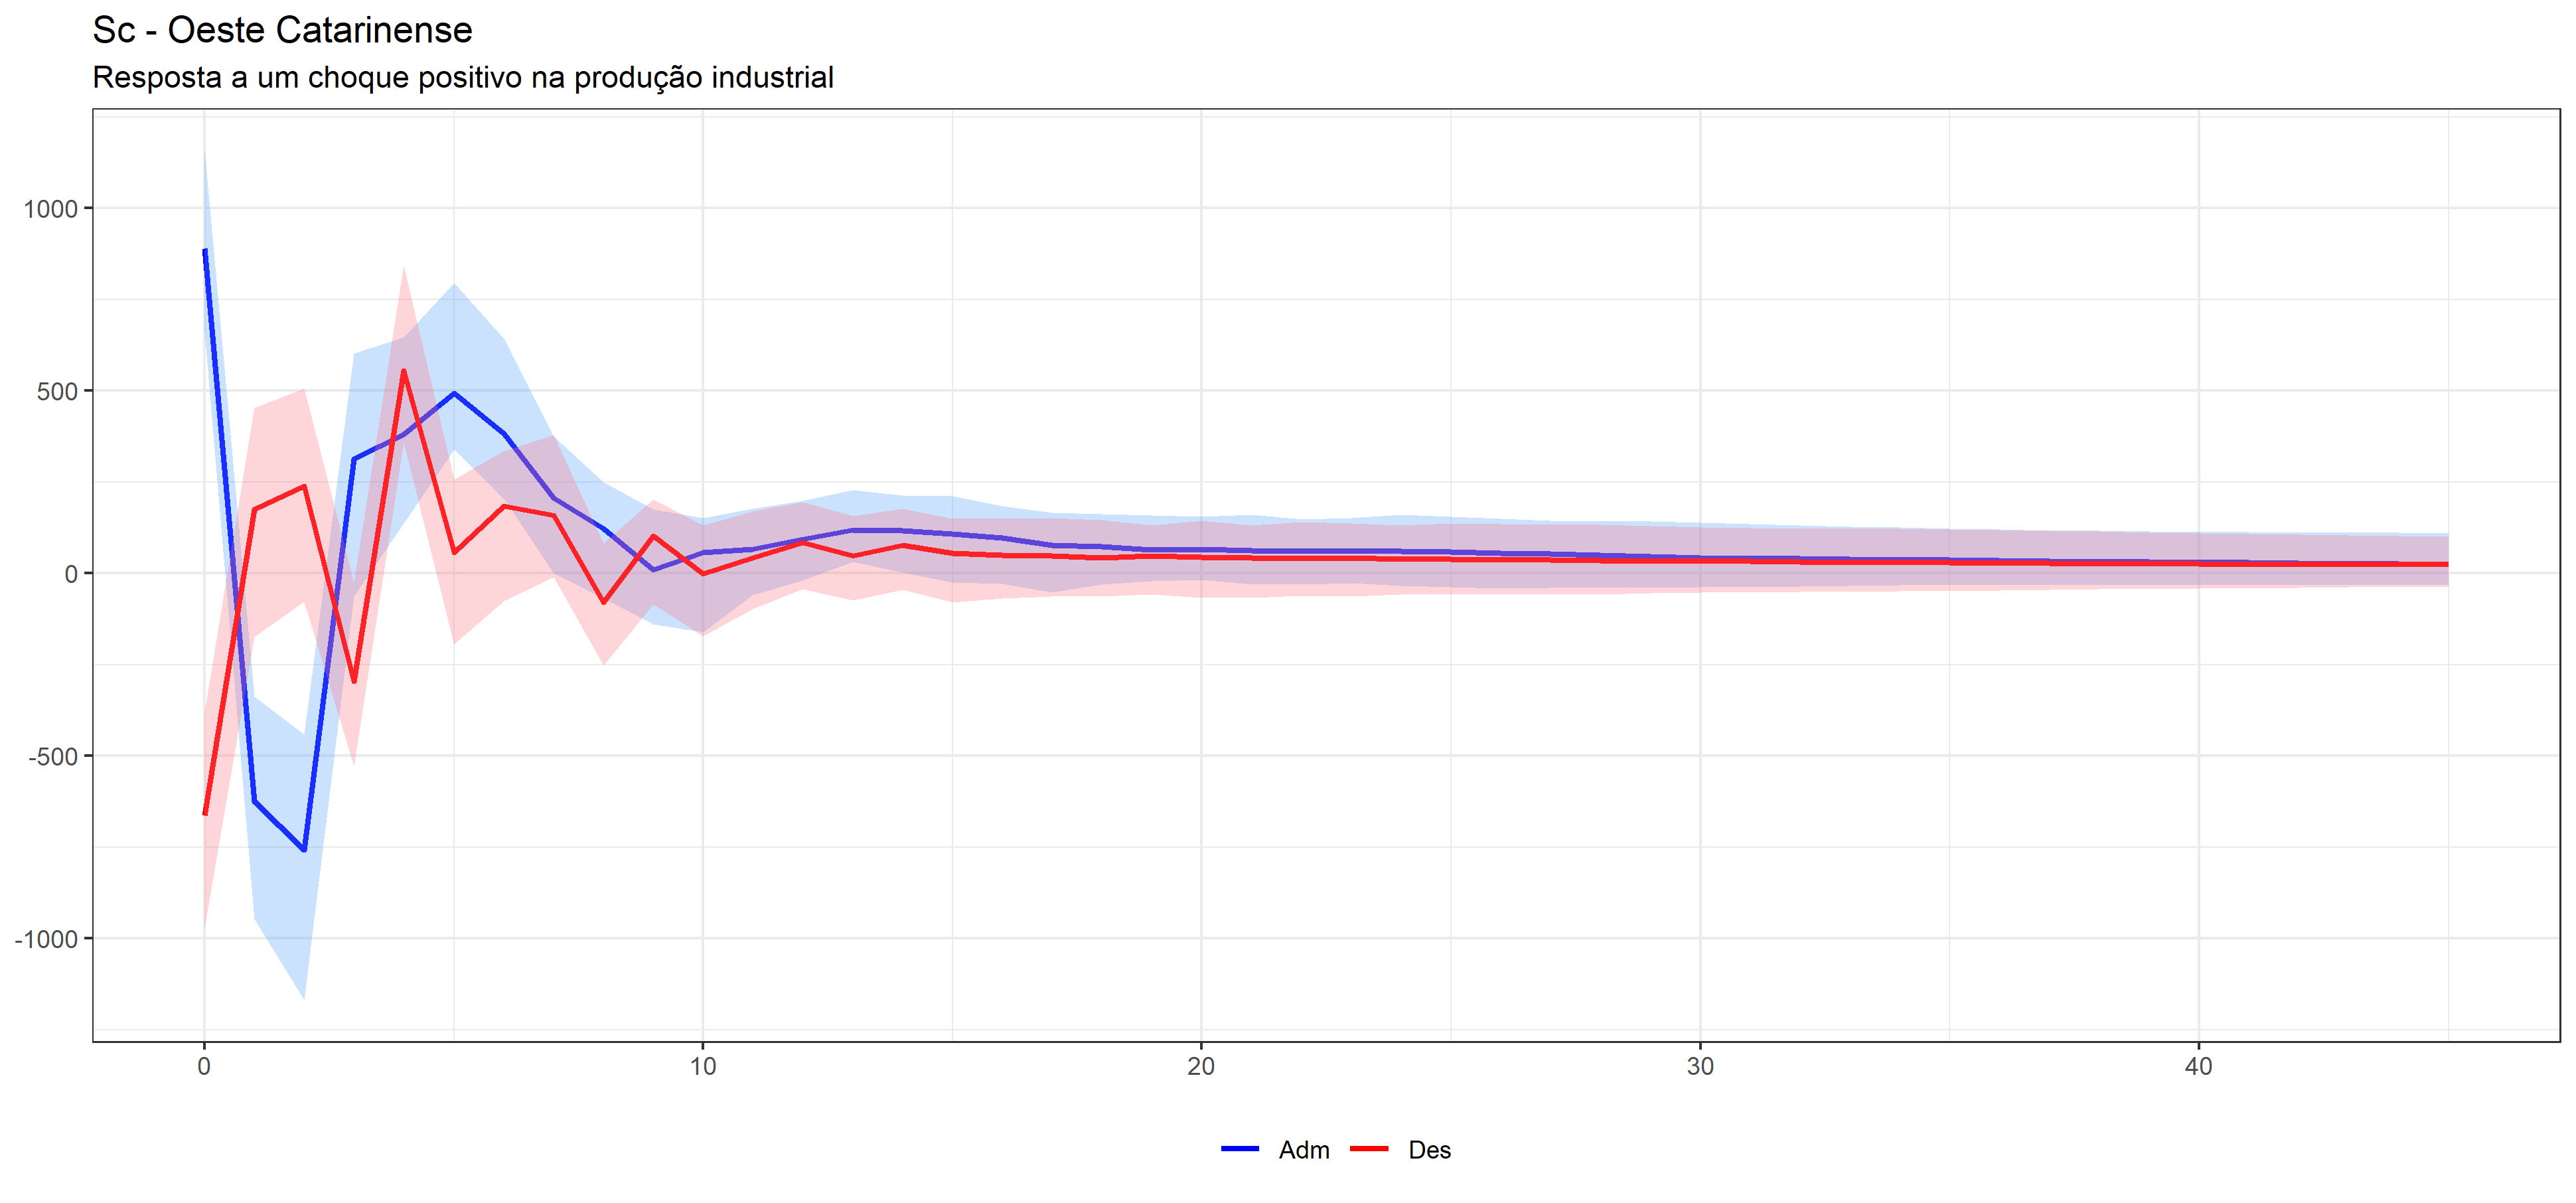 Sc - Oeste Catarinense
Resposta a um choque positivo na produção industrial
1000
500
0
-500
-1000
0 10 20 30 40
Adm Des